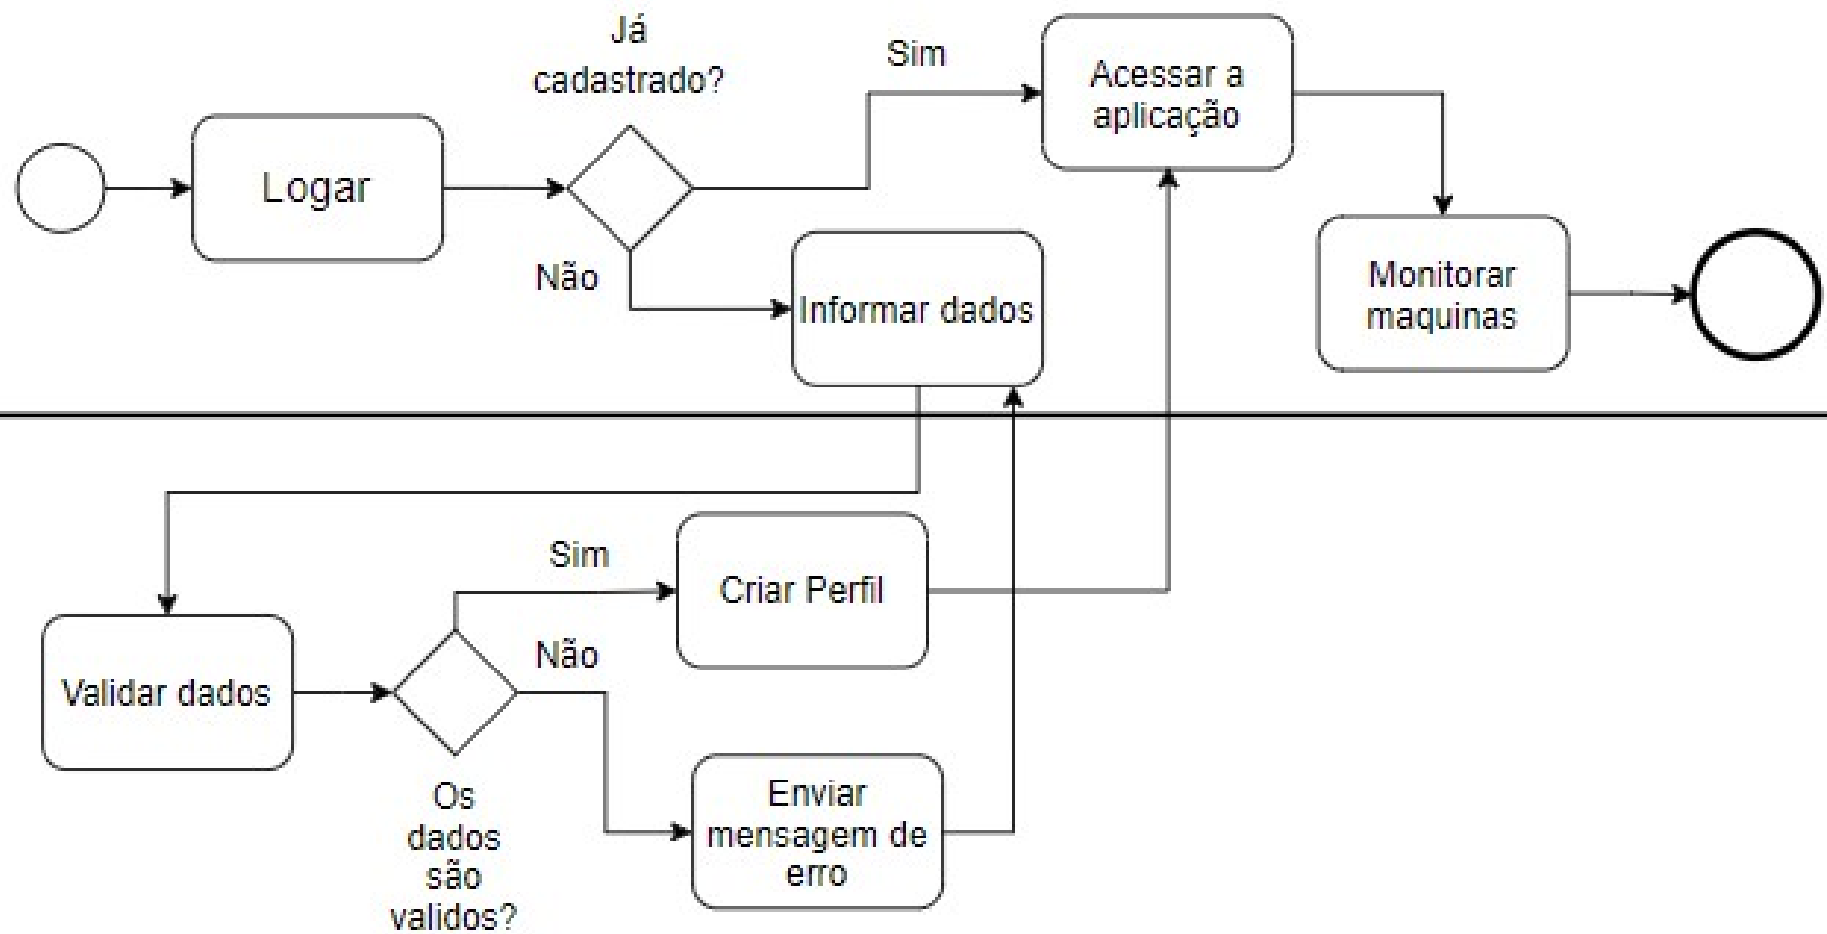 Já
cadastrado?
Sim
Acessar a
aplicação
Logar
Não
Informar dados
Monitorar
maquinas
Sim
Criar Perfil
Não
Validar dados
Os
dados
são
validos?
Enviar
mensagem de
erro